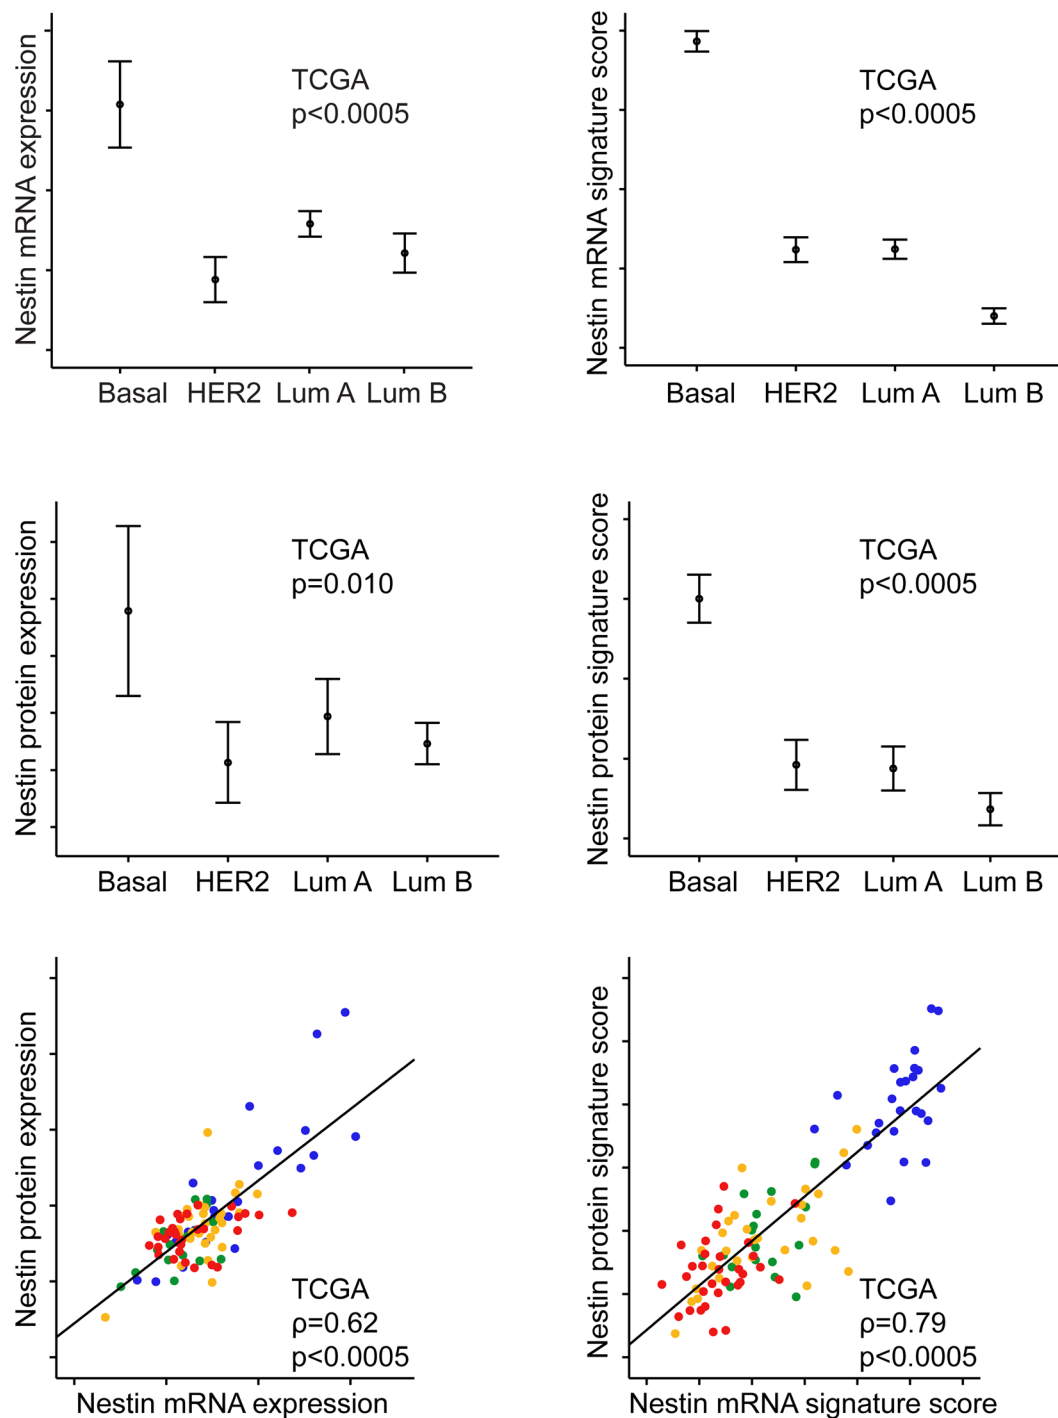 Nestin mRNA expression
TCGA
p<0.0005
Basal HER2 Lum A Lum B
Nestin mRNA signature score
TCGA
p<0.0005
Basal HER2 Lum A Lum B
Nestin protein expression
TCGA
p=0.010
Basal HER2 Lum A Lum B
Nestin protein signature score
TCGA
p<0.0005
Basal HER2 Lum A Lum B
Nestin protein expression
TCGA
ρ=0.62
p<0.0005
Nestin mRNA expression
Nestin protein signature score
TCGA
ρ=0.79
p<0.0005
Nestin mRNA signature score